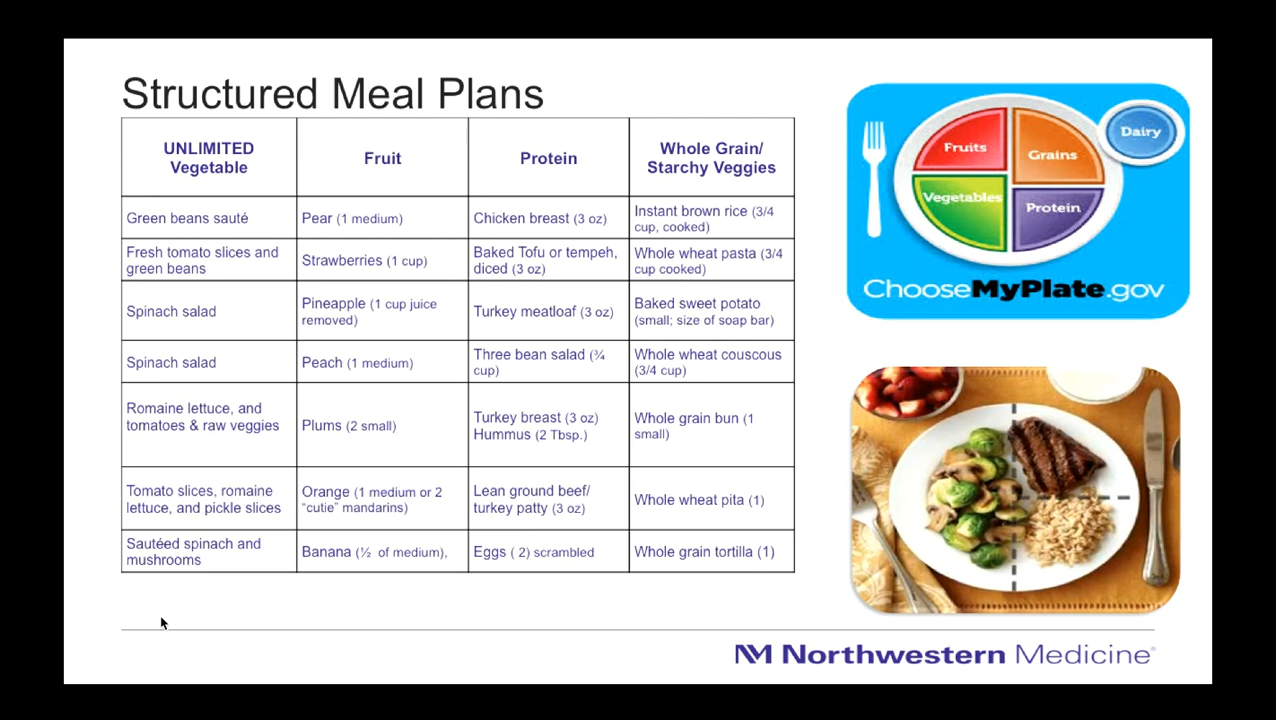 Structured Meal Plans
UNLIMITED
Vegetable
Fruit
Protein
Whole Grain/
Starchy Veggies
Green beans sauté
Pear (1 medium)
Chicken breast (3 oz)
Instant brown rice (3/4
cup, cooked)
Fresh tomato slices and
green beans
Strawberries (1 cup)
Baked Tofu or tempeh,
diced (3 oz)
Whole wheat pasta (3/4
cup cooked)
Spinach salad
Pineapple (1 cup juice
removed)
Turkey meatloaf (3 oz)
Baked sweet potato
(small; size of soap bar)
Spinach salad
Peach (1 medium)
Three bean salad (¾
cup)
Whole wheat couscous
(3/4 cup)
Romaine lettuce, and
tomatoes & raw veggies
Plums (2 small)
Turkey breast (3 oz)
Hummus (2 Tbsp.)
Whole grain bun (1
small)
Tomato slices, romaine
lettuce, and pickle slices
Orange (1 medium or 2
“cutie” mandarins)
Lean ground beef/
turkey patty (3 oz)
Whole wheat pita (1)
Sautéed spinach and
mushrooms
Banana (½ of medium),
Eggs ( 2) scrambled
Whole grain tortilla (1)
Dairy
Fruits
Grains
Vegetables
Protein
ChooseMyPlate.gov
Northwestern Medicine®